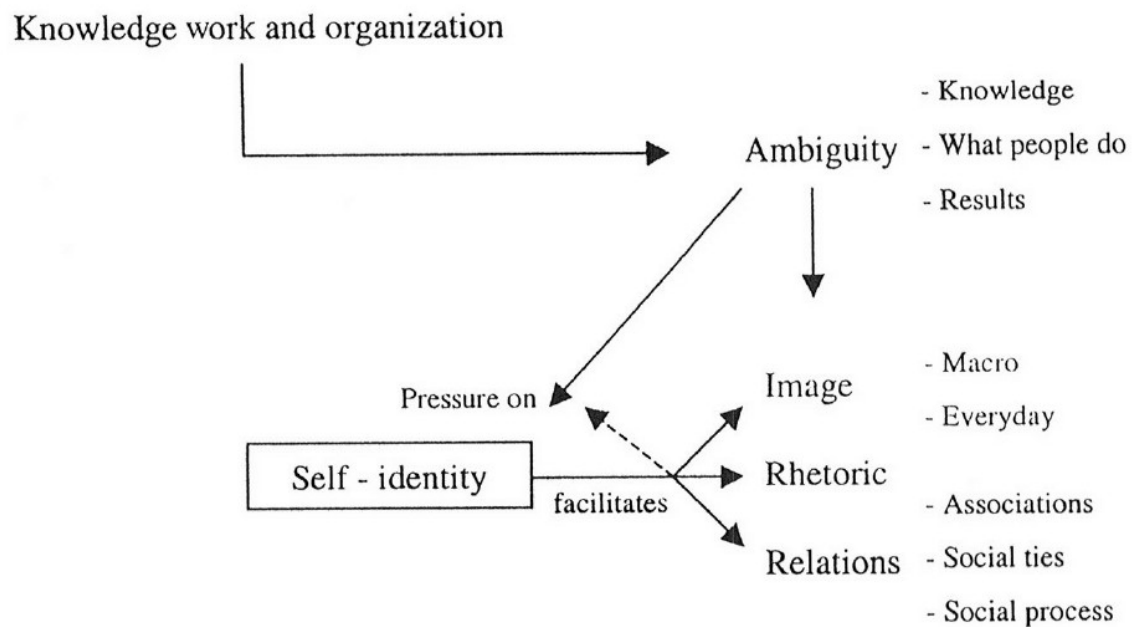 Knowledge work and organization
- Knowledge
Ambiguity
- What people do
- Results
Pressure on
Image
- Macro
- Everyday
Self - identity
facilitates
Rhetoric
Relations
- Associations
- Social ties
- Social process